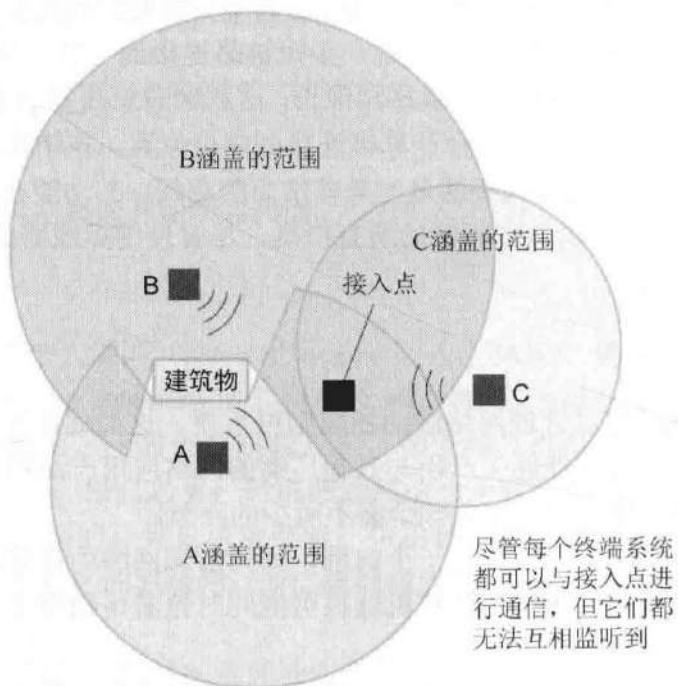 B涵盖的范围
C涵盖的范围
B
接入点
建筑物
C
A
A涵盖的范围
尽管每个终端系统
都可以与接入点进
行通信，但它们都
无法互相监听到